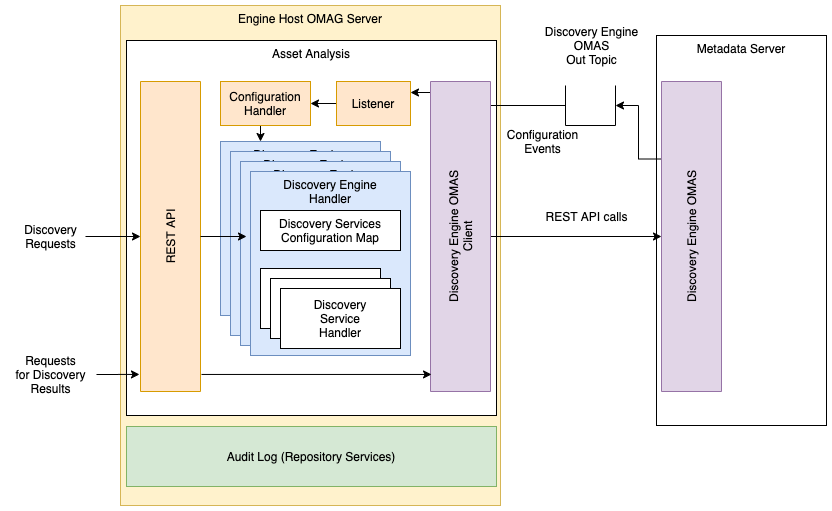 Engine Host OMAG Server
Asset Analysis
Discovery Engine
OMAS
Out Topic
Metadata Server
Configuration
Handler
Listener
Configuration
Events
Discovery Engine
Handler
Discovery Services
Configuration Map
Discovery
Service
Handler
REST API
Discovery Engine OMAS
Client
REST API calls
Discovery Engine OMAS
Discovery
Requests
Requests
for Discovery
Results
Audit Log (Repository Services)